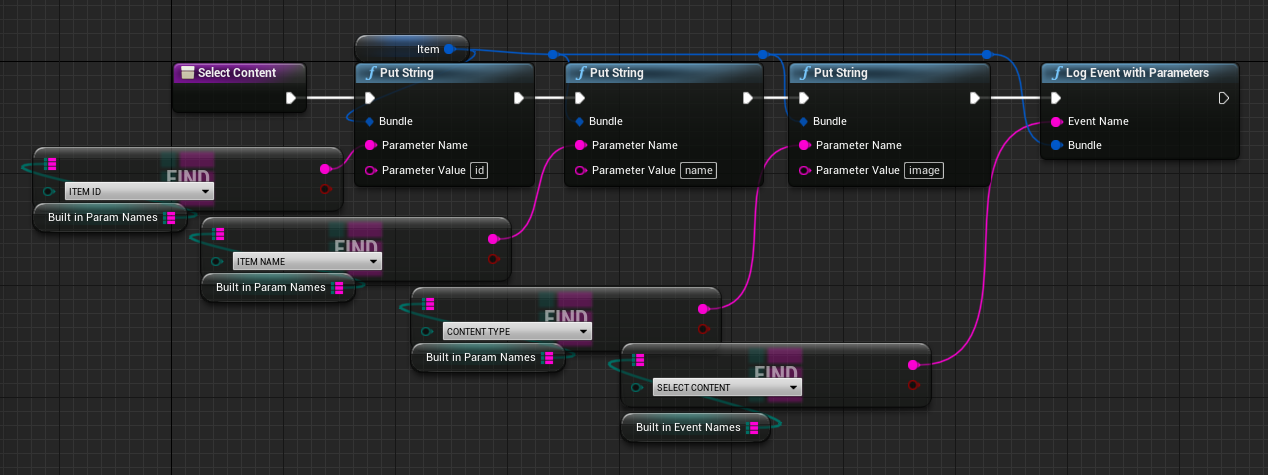 Item
Select Content
Put String
Put String
Put String
Log Event with Parameters
Bundle
Bundle
Bundle
Event Name
Parameter Name
Parameter Name
Parameter Name
Bundle
Parameter Value id
Parameter Value name
Parameter Value image
FIND
ITEM ID
Built in Param Names
FIND
ITEM NAME
Built in Param Names
FIND
CONTENT TYPE
Built in Param Names
FIND
SELECT CONTENT
Built in Event Names